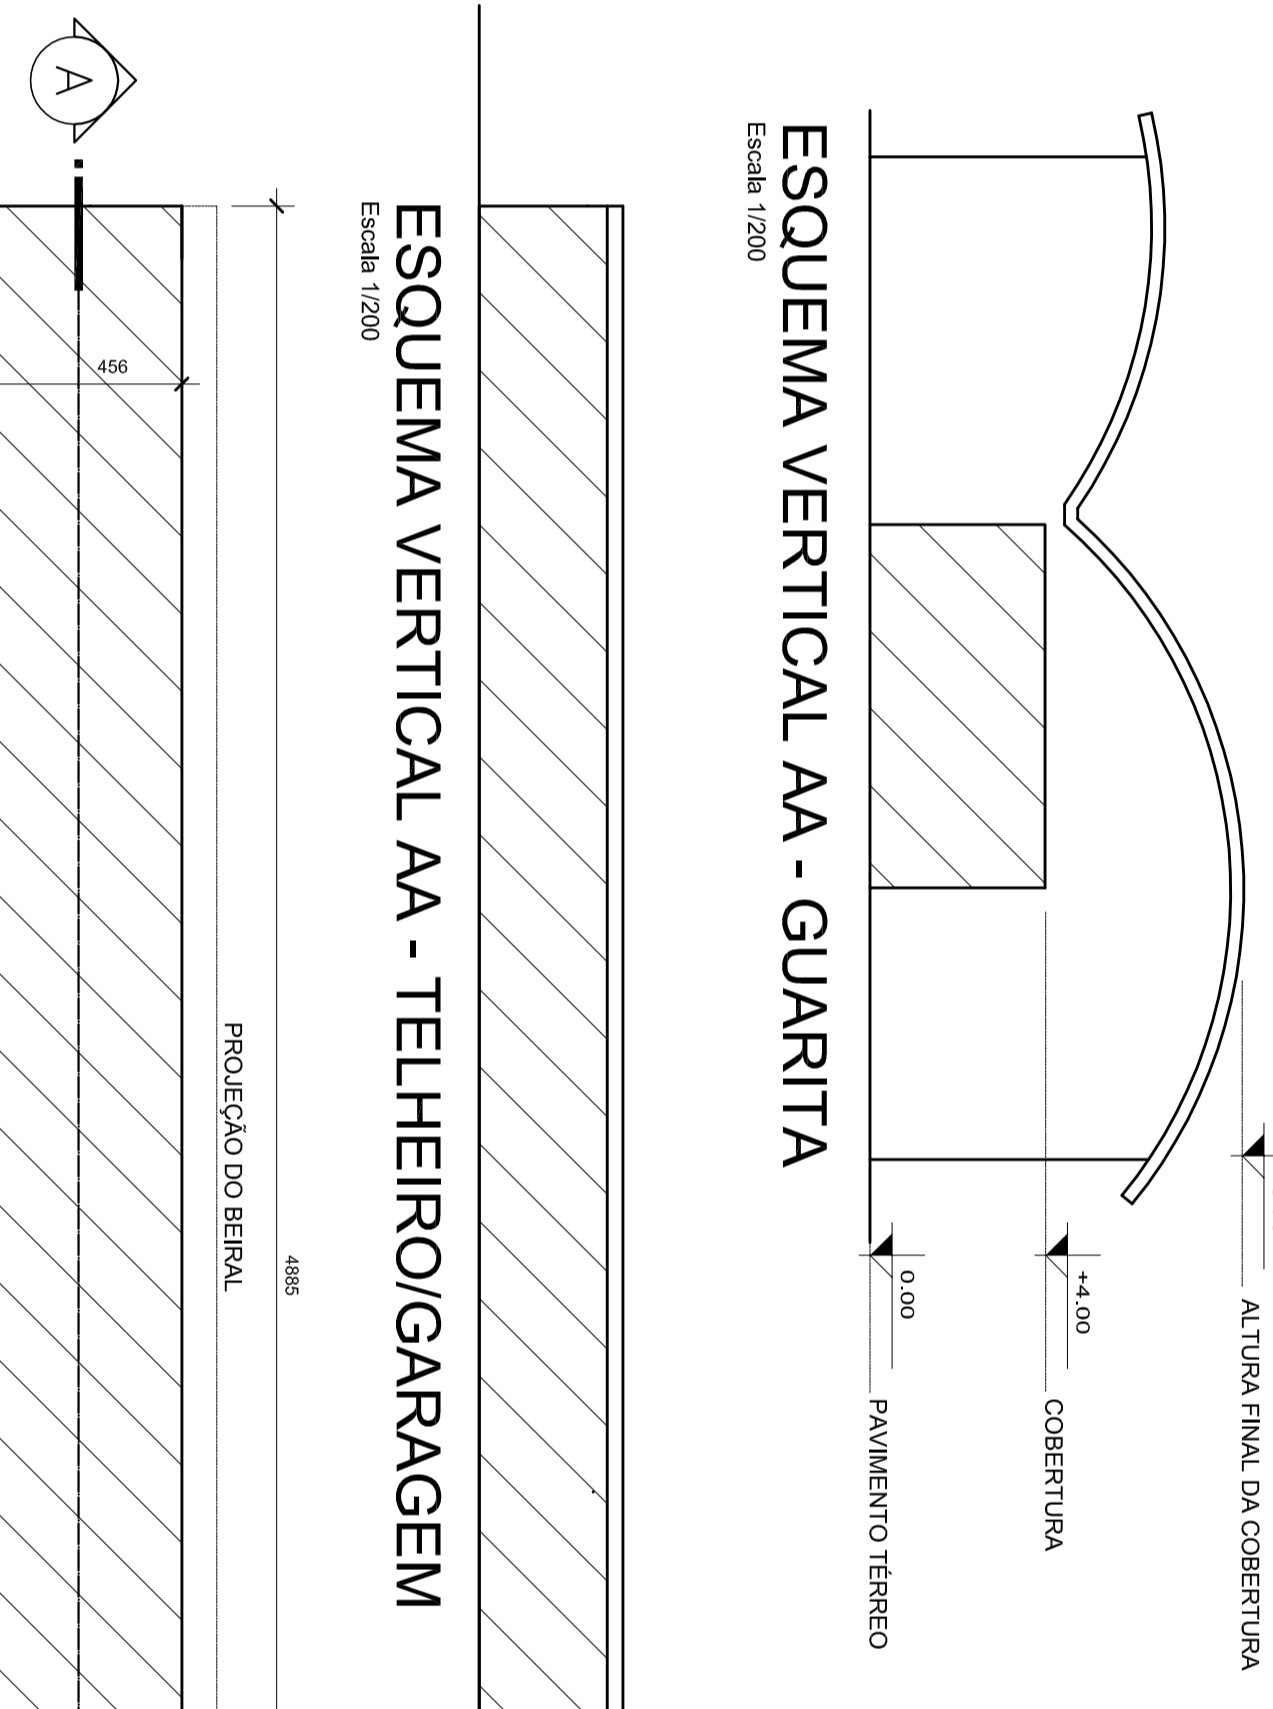 ALTURA FINAL DA COBERTURA
+4.00
COBERTURA
0.00
PAVIMENTO TÉRREO
ESQUEMA VERTICAL AA - GUARITA
Escala 1/200
ESQUEMA VERTICAL AA - TELHEIRO/GARAGEM
Escala 1/200
4885
PROJEÇÃO DO BEIRAL
456
A